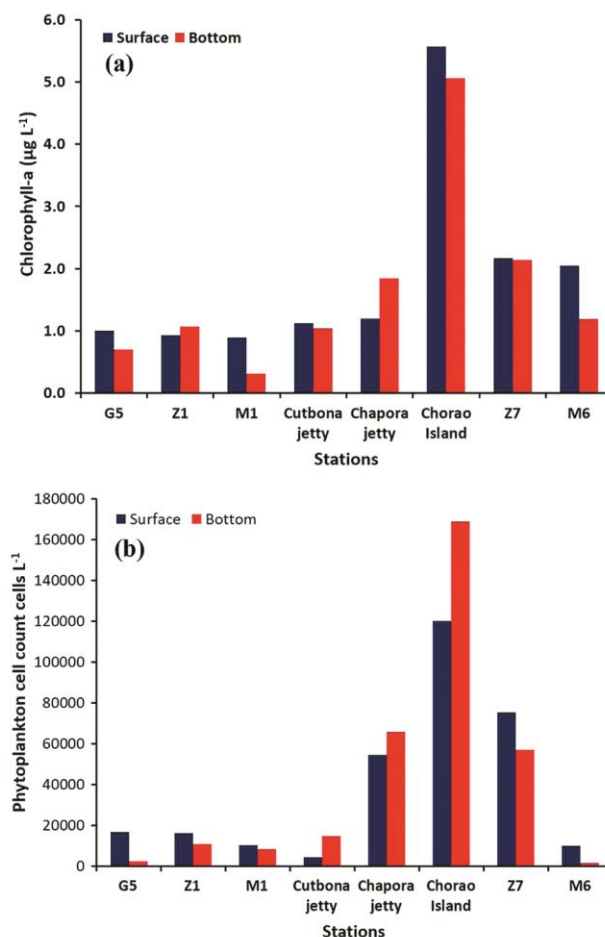 6.0
Surface Bottom
(a)
5.0
4.0
3.0
2.0
1.0
0.0
Chlorophyll-a (µg L-1)
G5 Z1 M1 Cutbona Chapora Chorao Z7 M6
jetty jetty Island
Stations
180000
Surface Bottom
160000
(b)
140000
120000
100000
80000
60000
40000
20000
0
Phytoplankton cell count cells L-1
G5 Z1 M1 Cutbona Chapora Chorao Z7 M6
jetty jetty Island
Stations